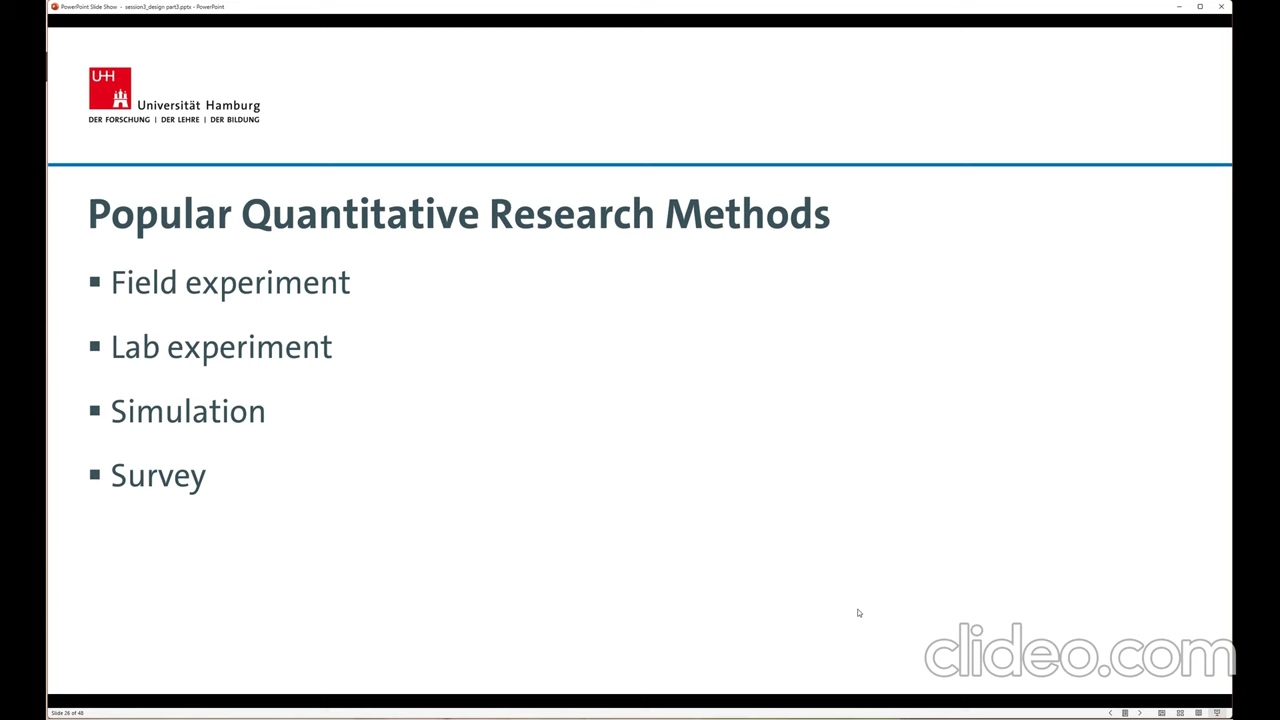 PowerPoint Slide Show - session3_design part3.pptx - PowerPoint
UH
Universität Hamburg
DER FORSCHUNG | DER LEHRE | DER BILDUNG
Popular Quantitative Research Methods
▪ Field experiment
▪ Lab experiment
▪ Simulation
▪ Survey
clideo.com
Slide 26 of 48